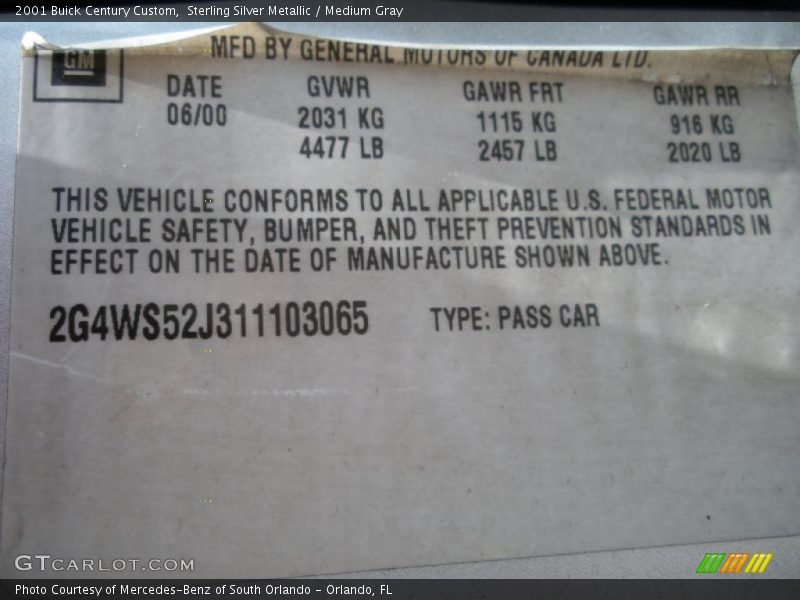 2001 Buick Century Custom,  Sterling Silver Metallic / Medium Gray
MFD BY GENERAL MOTORS OF CANADA LTD.
GM
DATE GVWR GAWR FRT GAWR RR
06/00 2031 KG 1115 KG 916 KG
4477 LB 2457 LB 2020 LB
THIS VEHICLE CONFORMS TO ALL APPLICABLE U.S. FEDERAL MOTOR
VEHICLE SAFETY, BUMPER, AND THEFT PREVENTION STANDARDS IN
EFFECT ON THE DATE OF MANUFACTURE SHOWN ABOVE.
2G4WS52J311103065 TYPE: PASS CAR
GTCARLOT.COM
Photo Courtesy of Mercedes-Benz of South Orlando - Orlando, FL